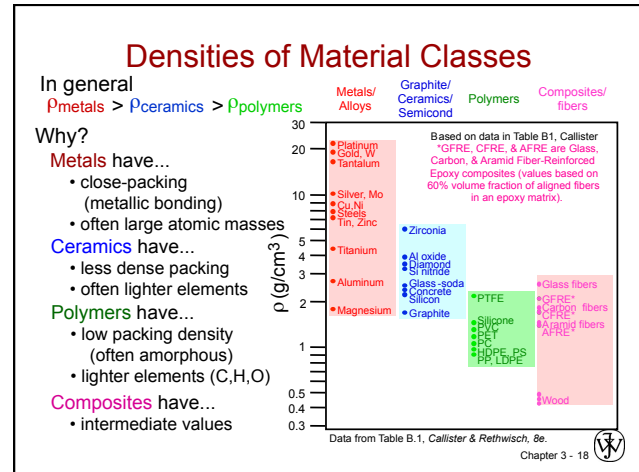 Densities of Material Classes
In general
ρmetals > ρceramics > ρpolymers
Why?
Metals have...
• close-packing
(metallic bonding)
• often large atomic masses
Ceramics have...
• less dense packing
• often lighter elements
Polymers have...
• low packing density
(often amorphous)
• lighter elements (C,H,O)
Composites have...
• intermediate values
Metals/
Alloys
Graphite/
Ceramics/
Semicond
Polymers
Composites/
fibers
ρ (g/cm3)
30
20
10
5
4
3
2
1
0.5
0.4
0.3
Based on data in Table B1, Callister
*GFRE, CFRE, & AFRE are Glass,
Carbon, & Aramid Fiber-Reinforced
Epoxy composites (values based on
60% volume fraction of aligned fibers
in an epoxy matrix).
Platinum
Gold, W
Tantalum
Silver, Mo
Cu,Ni
Steels
Tin, Zinc
Titanium
Aluminum
Magnesium
Zirconia
Al oxide
Diamond
Si nitride
Glass-soda
Concrete
Silicon
Graphite
PTFE
Silicone
PVC
PET
PC
HDPE, PS
PP, LDPE
Glass fibers
GFRE*
Carbon fibers
CFRE*
Aramid fibers
AFRE*
Wood
Data from Table B.1, Callister & Rethwisch, 8e.
Chapter 3 - 18